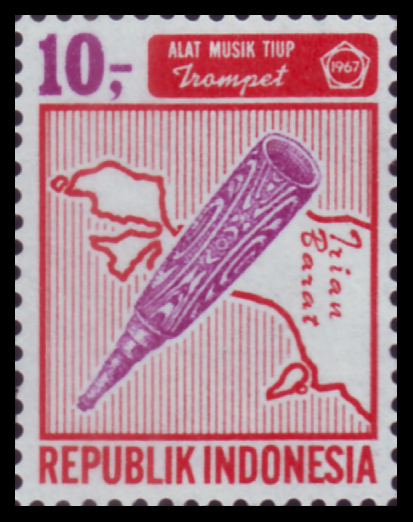 10,-
ALAT MUSIK TIUP
Trompet
1967
Irian
Barat
REPUBLIK INDONESIA